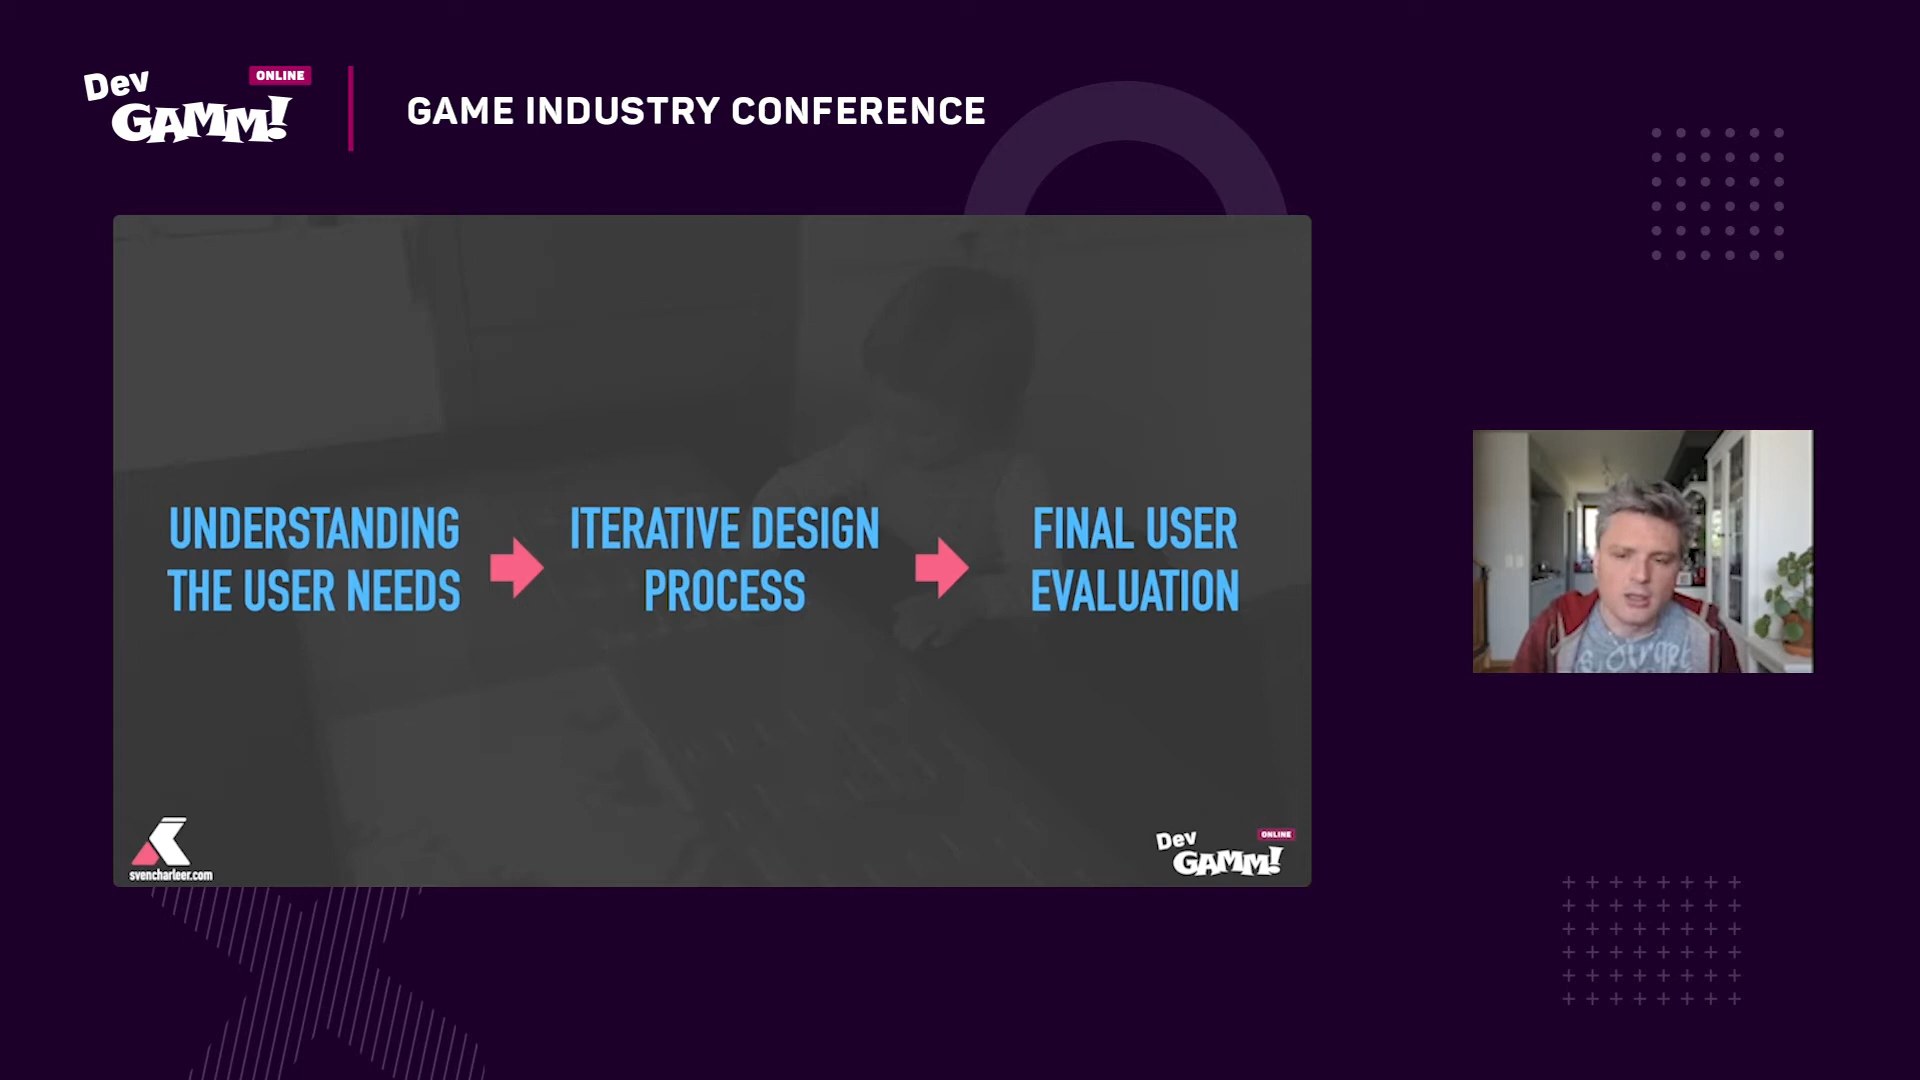 Dev
GAMM!
ONLINE
GAME INDUSTRY CONFERENCE
UNDERSTANDING
THE USER NEEDS
ITERATIVE DESIGN
PROCESS
FINAL USER
EVALUATION
svencharleer.com
Dev
GAMM!
ONLINE